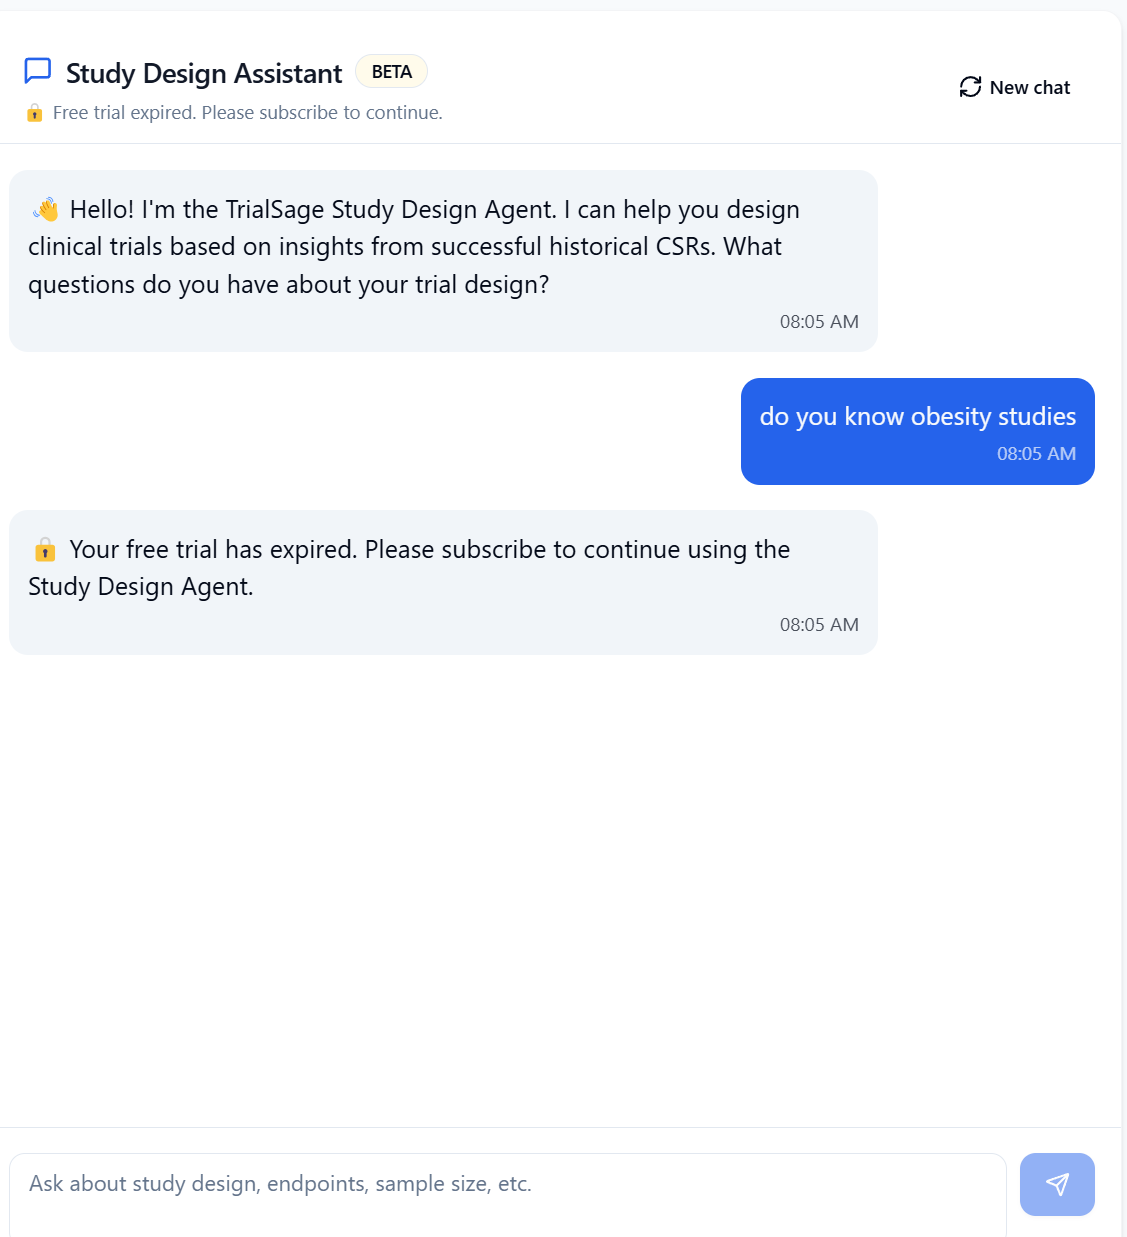 Study Design Assistant BETA
🔒 Free trial expired. Please subscribe to continue.
New chat
👋 Hello! I'm the TrialSage Study Design Agent. I can help you design
clinical trials based on insights from successful historical CSRs. What
questions do you have about your trial design?
08:05 AM
do you know obesity studies
08:05 AM
🔒 Your free trial has expired. Please subscribe to continue using the
Study Design Agent.
08:05 AM
Ask about study design, endpoints, sample size, etc.